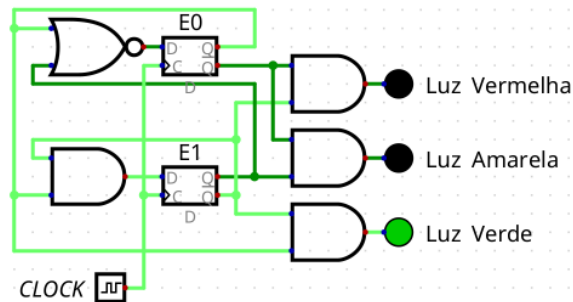 E0
D Q
C Q
D
Luz Vermelha
E1
D Q
C Q
D
Luz Amarela
Luz Verde
CLOCK